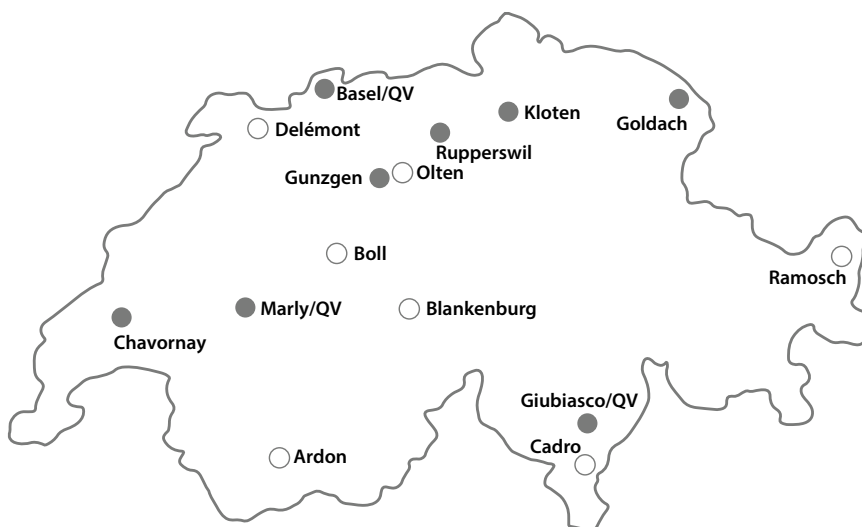 Basel/QV
Kloten
Goldach
Delémont
Rupperswil
Gunzgen
Olten
Boll
Ramosch
Marly/QV
Blankenburg
Chavornay
Giubiasco/QV
Cadro
Ardon